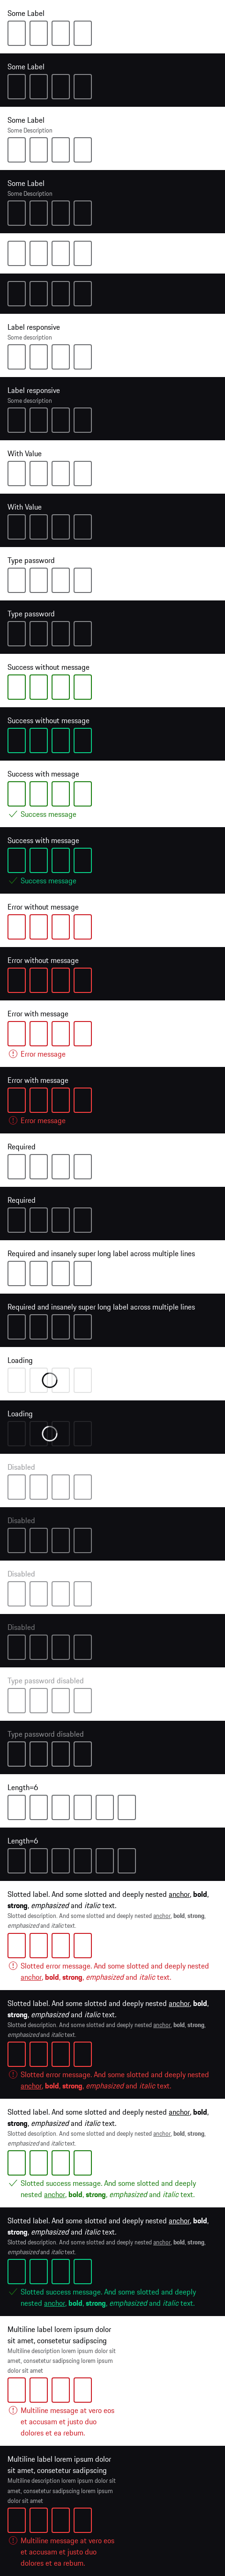 Some Label
Some Label
Some Label
Some Description
Some Label
Some Description
Label responsive
Some description
Label responsive
Some description
With Value
With Value
Type password
Type password
Success without message
Success without message
Success with message
Success message
Success with message
Success message
Error without message
Error without message
Error with message
Error message
Error with message
Error message
Required
Required
Required and insanely super long label across multiple lines
Required and insanely super long label across multiple lines
Loading
Loading
Disabled
Disabled
Disabled
Disabled
Type password disabled
Type password disabled
Length=6
Length=6
Slotted label. And some slotted and deeply nested anchor, bold,
strong, emphasized and italic text.
Slotted description. And some slotted and deeply nested anchor, bold, strong,
emphasized and italic text.
Slotted error message. And some slotted and deeply nested
anchor, bold, strong, emphasized and italic text.
Slotted label. And some slotted and deeply nested anchor, bold,
strong, emphasized and italic text.
Slotted description. And some slotted and deeply nested anchor, bold, strong,
emphasized and italic text.
Slotted error message. And some slotted and deeply nested
anchor, bold, strong, emphasized and italic text.
Slotted label. And some slotted and deeply nested anchor, bold,
strong, emphasized and italic text.
Slotted description. And some slotted and deeply nested anchor, bold, strong,
emphasized and italic text.
Slotted success message. And some slotted and deeply
nested anchor, bold, strong, emphasized and italic text.
Slotted label. And some slotted and deeply nested anchor, bold,
strong, emphasized and italic text.
Slotted description. And some slotted and deeply nested anchor, bold, strong,
emphasized and italic text.
Slotted success message. And some slotted and deeply
nested anchor, bold, strong, emphasized and italic text.
Multiline label lorem ipsum dolor
sit amet, consetetur sadipscing
Multiline description lorem ipsum dolor sit
amet, consetetur sadipscing lorem ipsum
dolor sit amet
Multiline message at vero eos
et accusam et justo duo
dolores et ea rebum.
Multiline label lorem ipsum dolor
sit amet, consetetur sadipscing
Multiline description lorem ipsum dolor sit
amet, consetetur sadipscing lorem ipsum
dolor sit amet
Multiline message at vero eos
et accusam et justo duo
dolores et ea rebum.